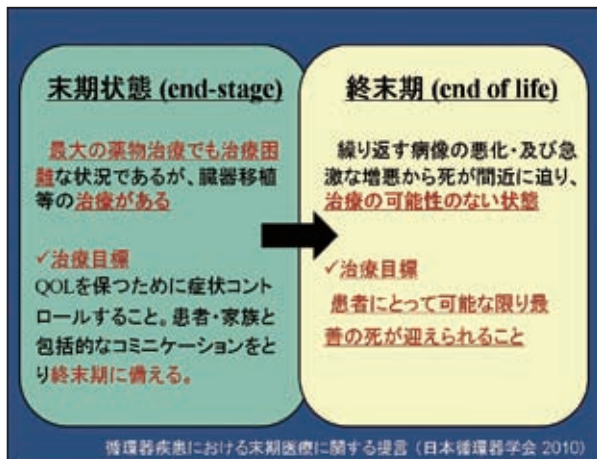 末期状態 (end-stage)
最大の薬物治療でも治療困
難な状況であるが、臓器移植
等の治療がある
✓治療目標
QOLを保つために症状コント
ロールすること。患者・家族と
包括的なコミニケーションをと
り終末期に備える。
終末期 (end of life)
繰り返す病像の悪化・及び急
激な増悪から死が間近に迫り、
治療の可能性のない状態
✓治療目標
患者にとって可能な限り最
善の死が迎えられること
循環器疾患における末期医療に関する提言（日本循環器学会 2010）